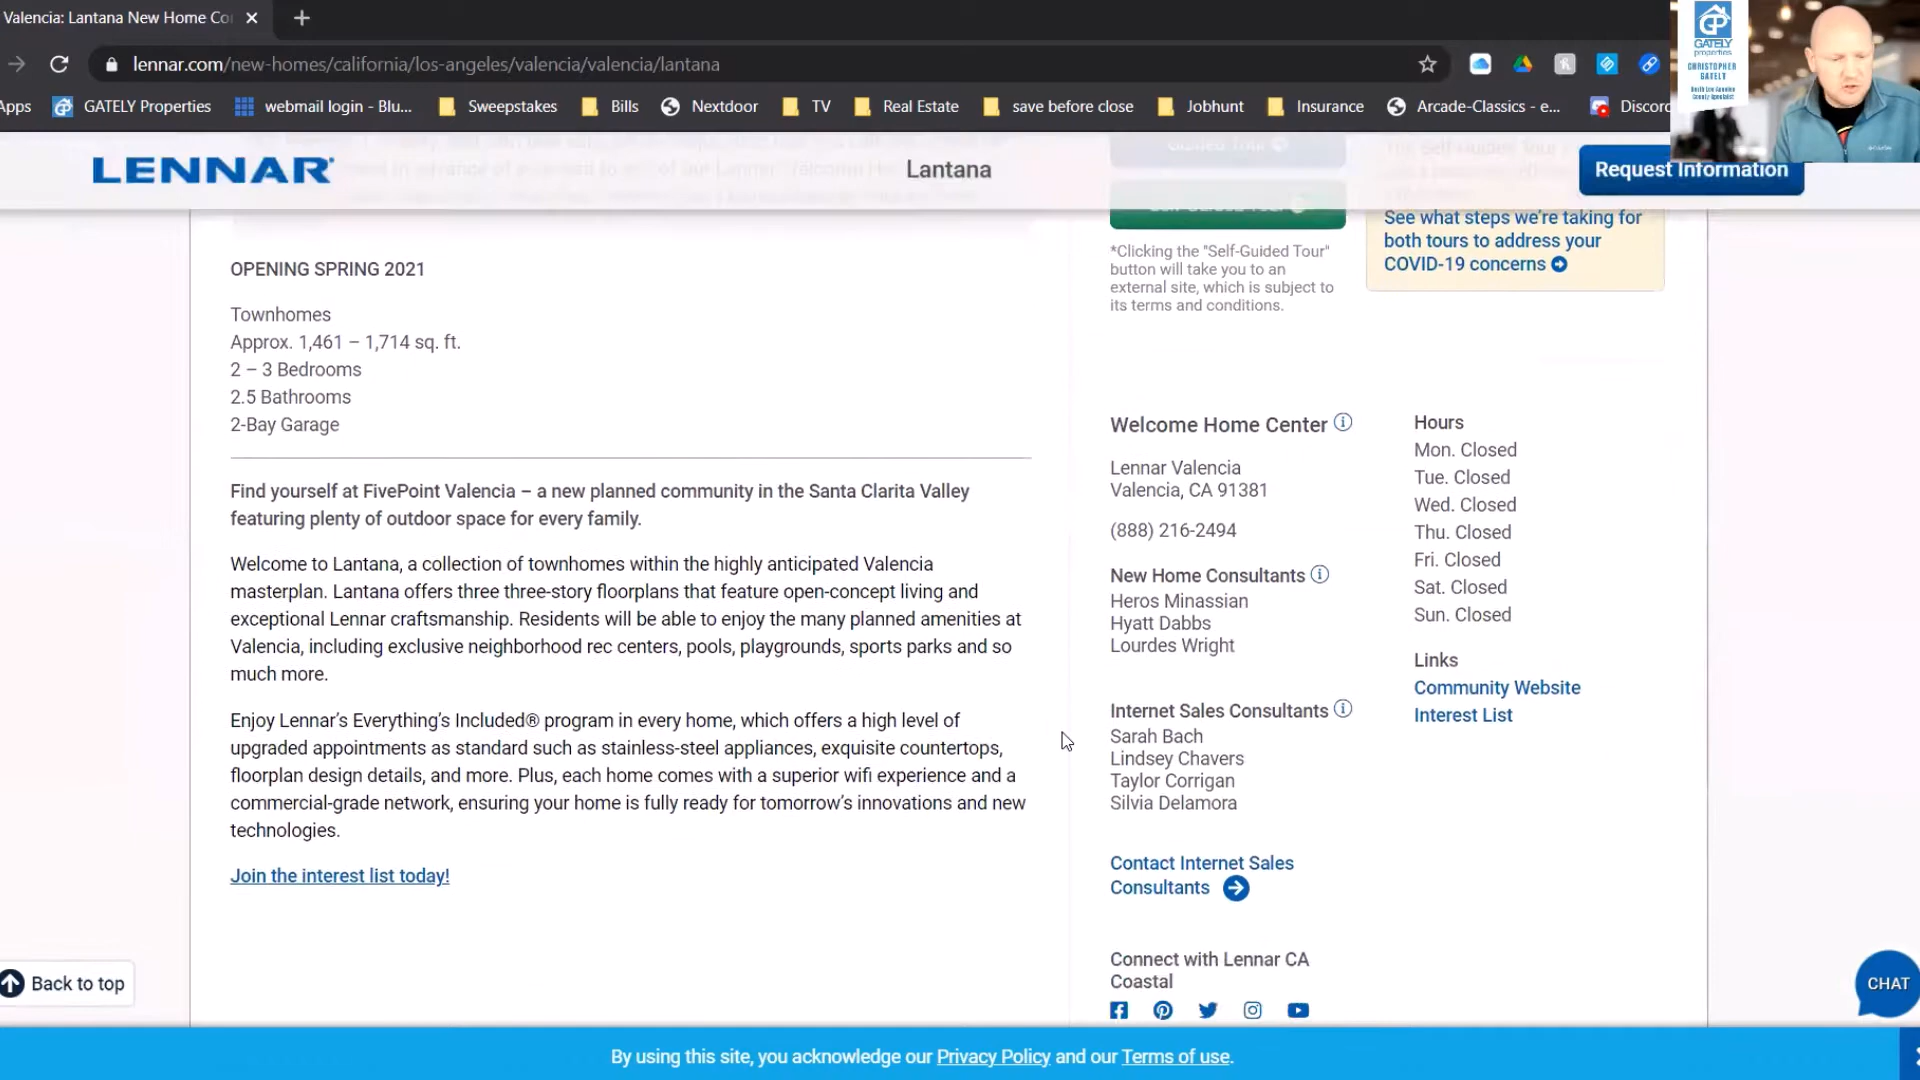 Valencia: Lantana New Home Co
lennar.com/new-homes/california/los-angeles/valencia/valencia/lantana
Apps
GATELY Properties
webmail login - Blu...
Sweepstakes
Bills
Nextdoor
TV
Real Estate
save before close
Jobhunt
Insurance
Arcade-Classics - e...
Discord
GP
GATELY
properties
CHRISTOPHER
GATELY
LENNAR
Lantana
Request Information
OPENING SPRING 2021
Townhomes
Approx. 1,461 – 1,714 sq. ft.
2 – 3 Bedrooms
2.5 Bathrooms
2-Bay Garage
Find yourself at FivePoint Valencia – a new planned community in the Santa Clarita Valley
featuring plenty of outdoor space for every family.
Welcome to Lantana, a collection of townhomes within the highly anticipated Valencia
masterplan. Lantana offers three three-story floorplans that feature open-concept living and
exceptional Lennar craftsmanship. Residents will be able to enjoy the many planned amenities at
Valencia, including exclusive neighborhood rec centers, pools, playgrounds, sports parks and so
much more.
Enjoy Lennar's Everything's Included® program in every home, which offers a high level of
upgraded appointments as standard such as stainless-steel appliances, exquisite countertops,
floorplan design details, and more. Plus, each home comes with a superior wifi experience and a
commercial-grade network, ensuring your home is fully ready for tomorrow's innovations and new
technologies.
Join the interest list today!
Back to top
*Clicking the "Self-Guided Tour"
button will take you to an
external site, which is subject to
its terms and conditions.
See what steps we're taking for
both tours to address your
COVID-19 concerns
Welcome Home Center
Lennar Valencia
Valencia, CA 91381
(888) 216-2494
New Home Consultants
Heros Minassian
Hyatt Dabbs
Lourdes Wright
Internet Sales Consultants
Sarah Bach
Lindsey Chavers
Taylor Corrigan
Silvia Delamora
Contact Internet Sales
Consultants
Connect with Lennar CA
Coastal
Hours
Mon. Closed
Tue. Closed
Wed. Closed
Thu. Closed
Fri. Closed
Sat. Closed
Sun. Closed
Links
Community Website
Interest List
CHAT
By using this site, you acknowledge our Privacy Policy and our Terms of use.